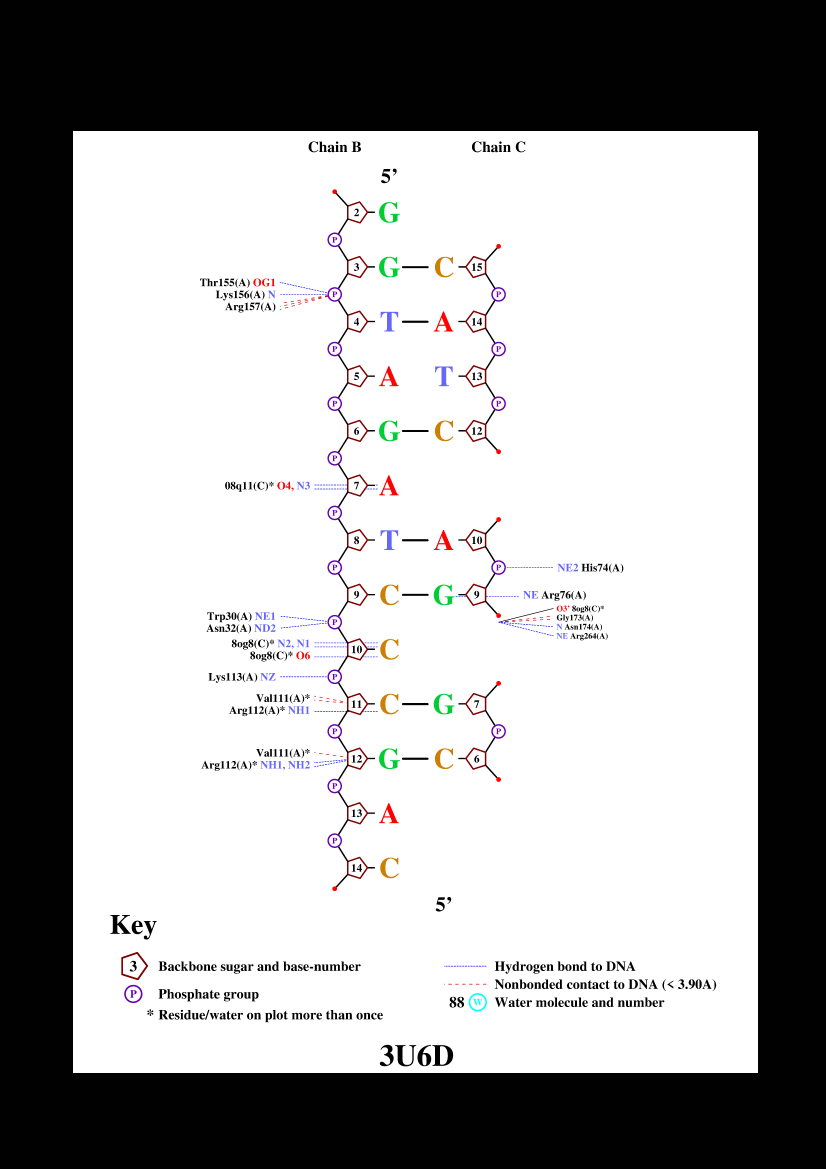 Chain B Chain C
5’
2 G
P
3 G C 15
Thr155(A) OG1
Lys156(A) N P P
Arg157(A)
4 T A 14
P P
5 A T 13
P P
6 G C 12
P
08q11(C)* O4, N3 7 A
P
8 T A 10
P P NE2 His74(A)
9 C G 9 NE Arg76(A)
O3' 8og8(C)*
Gly173(A)
Trp30(A) NE1
P N Asn174(A)
Asn32(A) ND2
NE Arg264(A)
8og8(C)* N2, N1
10 C
8og8(C)* O6
Lys113(A) NZ P
Val111(A)*
11 C G 7
Arg112(A)* NH1
P P
Val111(A)*
12 G C 6
Arg112(A)* NH1, NH2
P
13 A
P
14 C
5’
Key
3 Backbone sugar and base-number
P Phosphate group
* Residue/water on plot more than once
Hydrogen bond to DNA
Nonbonded contact to DNA (< 3.90A)
88 W Water molecule and number
3U6D